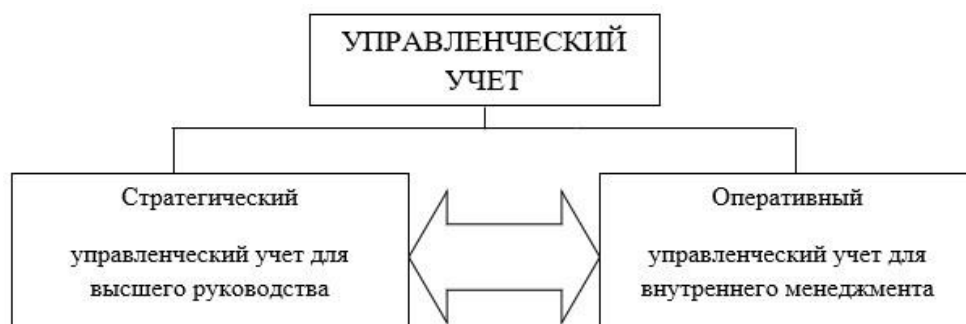 УПРАВЛЕНЧЕСКИЙ
УЧЕТ
Стратегический
управленческий учет для
высшего руководства
Оперативный
управленческий учет для
внутреннего менеджмента